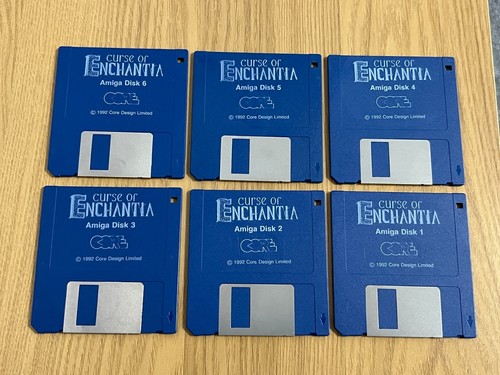 Curse of
Enchantia
Amiga Disk 6
CORE
© 1992 Core Design Limited
Curse of
Enchantia
Amiga Disk 5
CORE
© 1992 Core Design Limited
Curse of
Enchantia
Amiga Disk 4
CORE
© 1992 Core Design Limited
Curse of
Enchantia
Amiga Disk 3
CORE
© 1992 Core Design Limited
Curse of
Enchantia
Amiga Disk 2
CORE
© 1992 Core Design Limited
Curse of
Enchantia
Amiga Disk 1
CORE
© 1992 Core Design Limited